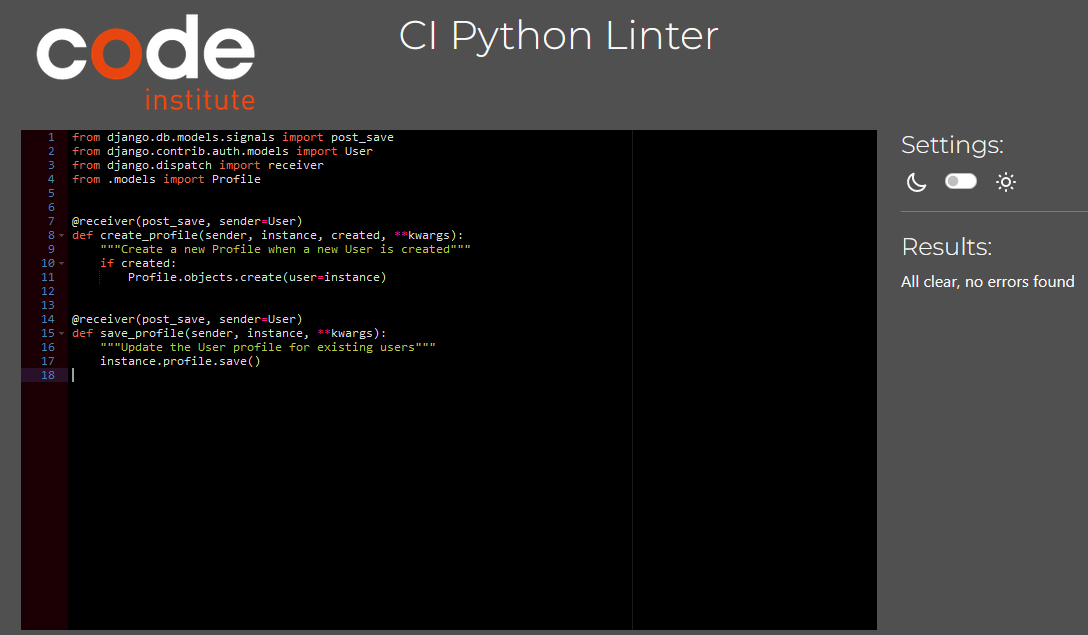 code
institute
CI Python Linter
1 from django.db.models.signals import post_save
2 from django.contrib.auth.models import User
3 from django.dispatch import receiver
4 from .models import Profile
5
6
7 @receiver(post_save, sender=User)
8 def create_profile(sender, instance, created, **kwargs):
9     """Create a new Profile when a new User is created"""
10     if created:
11         Profile.objects.create(user=instance)
12
13
14 @receiver(post_save, sender=User)
15 def save_profile(sender, instance, **kwargs):
16     """Update the User profile for existing users"""
17     instance.profile.save()
18
Settings:
Results:
All clear, no errors found